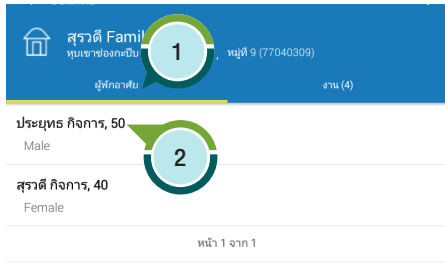 สุรวดี Famil
หุบเขาช่องกะปีบ , หมู่ที่ 9 (77040309)
ผู้พักอาศัย งาน (4)
1
ประยุทธ กิจการ, 50
Male
2
สุรวดี กิจการ, 40
Female
หน้า 1 จาก 1